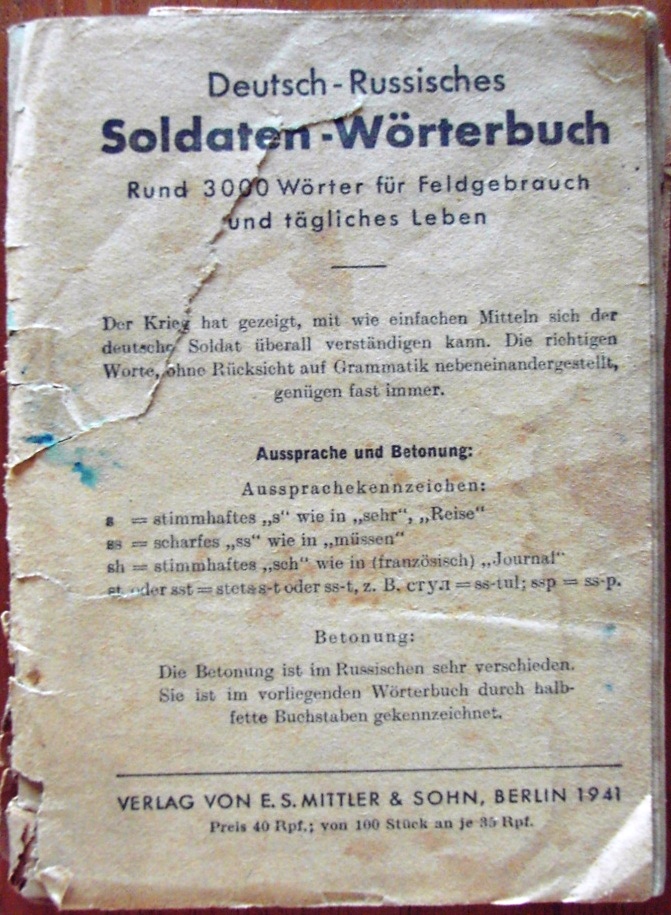 Deutsch-Russisches
Soldaten-Wörterbuch
Rund 3000 Wörter für Feldgebrauch
und tägliches Leben
Der Krieg hat gezeigt, mit wie einfachen Mitteln sich der
deutsche Soldat überall verständigen kann. Die richtigen
Worte, ohne Rücksicht auf Grammatik nebeneinandergestellt,
genügen fast immer.
Aussprache und Betonung:
Aussprachekennzeichen:
s = stimmhaftes „s“ wie in „sehr“, „Reise“
ss = scharfes „ss“ wie in „müssen“
sh = stimmhaftes „sch“ wie in (französisch) „Journal“
st oder sst = stets s-t oder ss-t, z. B. стул = ss-tul; ssp = ss-p.
Betonung:
Die Betonung ist im Russischen sehr verschieden.
Sie ist im vorliegenden Wörterbuch durch halb-
fette Buchstaben gekennzeichnet.
VERLAG VON E. S. MITTLER & SOHN, BERLIN 1941
Preis 40 Rpf.; von 100 Stück an je 35 Rpf.